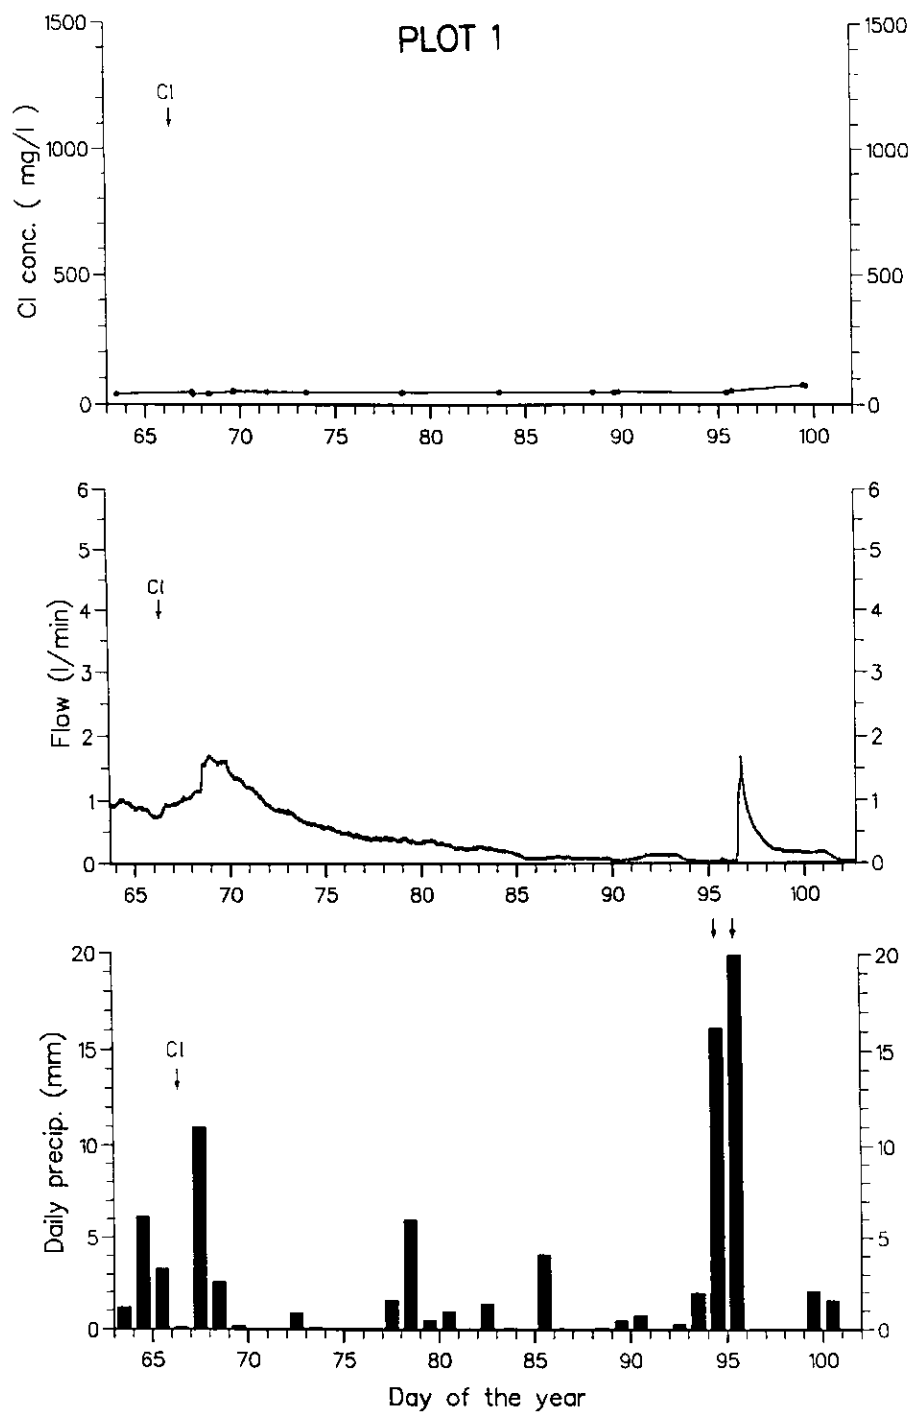 PLOT 1
1500 1500
Cl
1000 1000
Cl conc. ( mg/l )
500 500
0 0
65 70 75 80 85 90 95 100
6 6
5 5
Cl
4 4
Flow (l/min)
3 3
2 2
1 1
0 0
65 70 75 80 85 90 95 100
20 20
Cl
15 15
Daily precip. (mm)
10 10
5 5
0 0
65 70 75 80 85 90 95 100
Day of the year